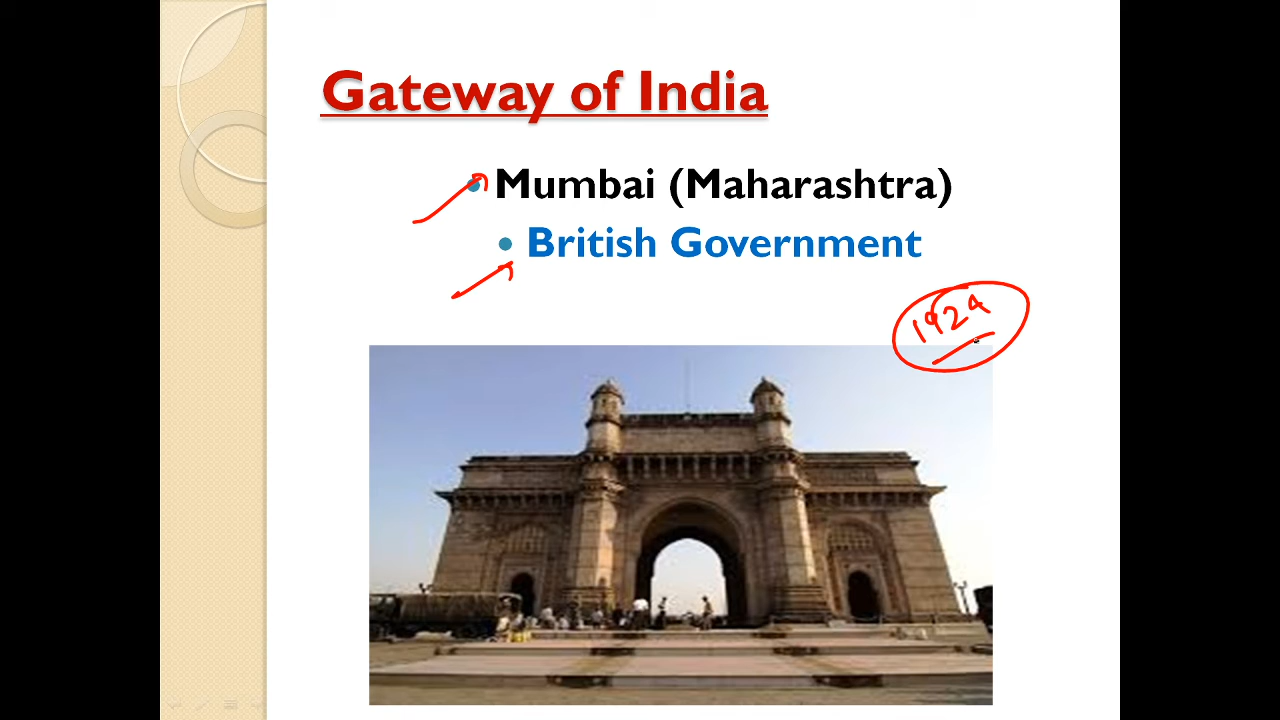 Gateway of India
• Mumbai (Maharashtra)
• British Government
1924